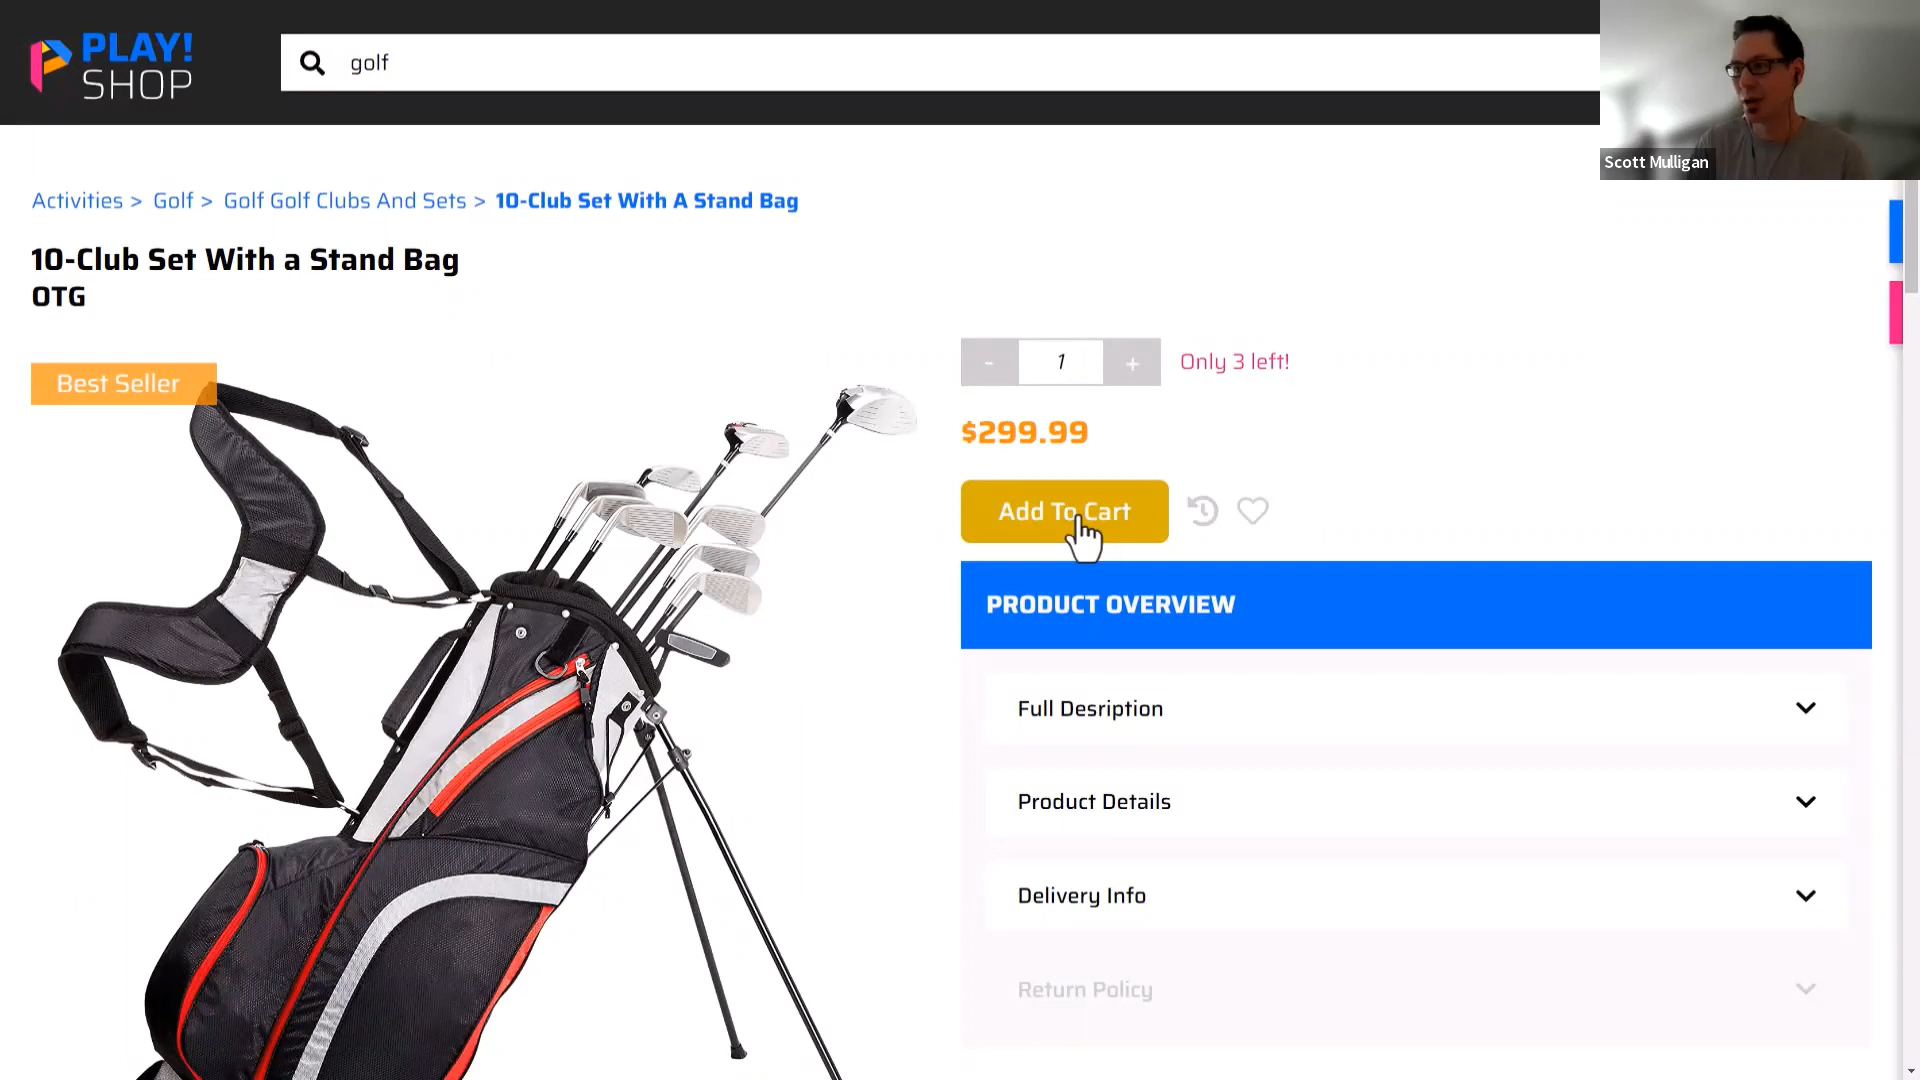 PLAY!
SHOP
golf
Scott Mulligan
Activities > Golf > Golf Golf Clubs And Sets > 10-Club Set With A Stand Bag
10-Club Set With a Stand Bag
OTG
Best Seller
- 1 + Only 3 left!
$299.99
Add To Cart
PRODUCT OVERVIEW
Full Desription
Product Details
Delivery Info
Return Policy